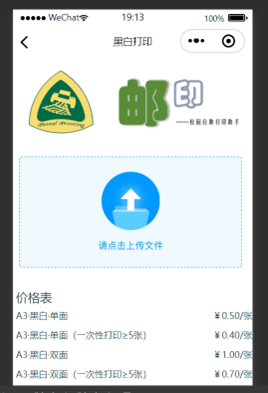 WeChat 19:13 100%
黑白打印
邮印
——校园自助打印助手
Postal Printing
请点击上传文件
价格表
A3·黑白·单面 ¥0.50/张
A3·黑白·单面（一次性打印≥5张） ¥0.40/张
A3·黑白·双面 ¥1.00/张
A3·黑白·双面（一次性打印≥5张） ¥0.70/张